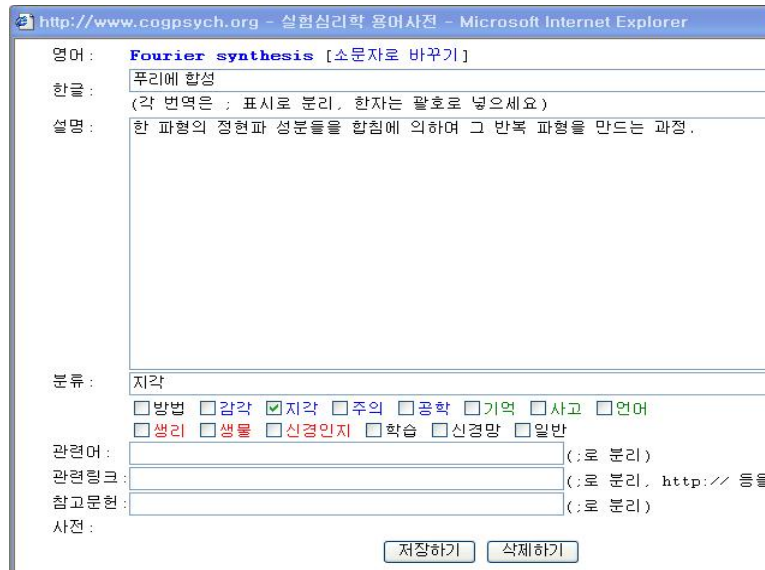 http://www.cogpsych.org - 실험심리학 용어사전 - Microsoft Internet Explorer
영어 : Fourier synthesis [소문자로 바꾸기]
한글 : 푸리에 합성
(각 번역은 ; 표시로 분리, 한자는 괄호로 넣으세요)
설명 : 한 파형의 정현파 성분들을 합침에 의하여 그 반복 파형을 만드는 과정.
분류 : 지각
방법 감각 지각 주의 공학 기억 사고 언어
생리 생물 신경인지 학습 신경망 일반
관련어 : (;로 분리)
관련링크 : (;로 분리, http:// 등을
참고문헌 : (;로 분리)
사전 :
저장하기 삭제하기